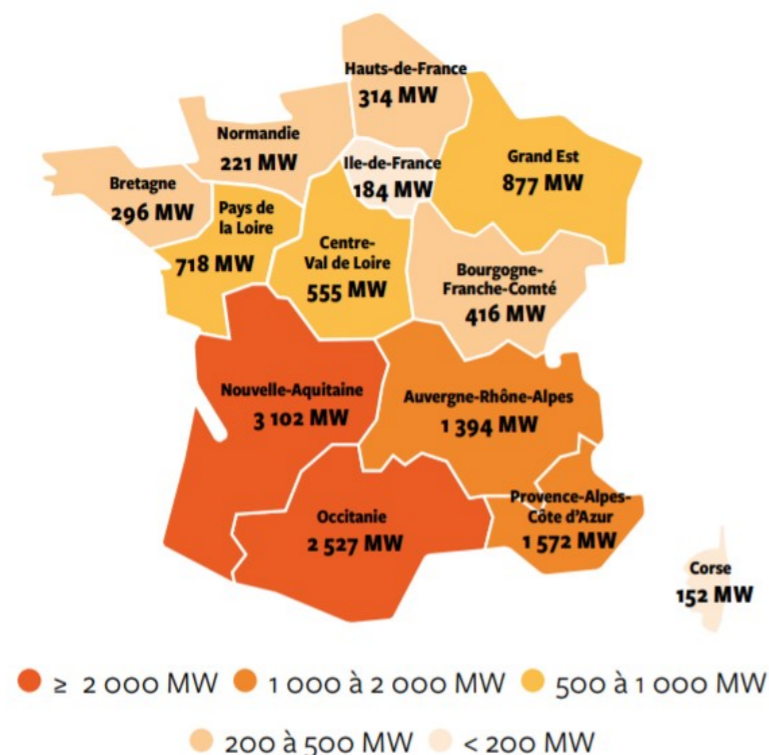 Hauts-de-France
314 MW
Normandie
221 MW
Ile-de-France
184 MW
Grand Est
877 MW
Bretagne
296 MW
Pays de
la Loire
718 MW
Centre-
Val de Loire
555 MW
Bourgogne-
Franche-Comté
416 MW
Nouvelle-Aquitaine
3 102 MW
Auvergne-Rhône-Alpes
1 394 MW
Occitanie
2 527 MW
Provence-Alpes-
Côte d'Azur
1 572 MW
Corse
152 MW
≥ 2 000 MW
1 000 à 2 000 MW
500 à 1 000 MW
200 à 500 MW
< 200 MW